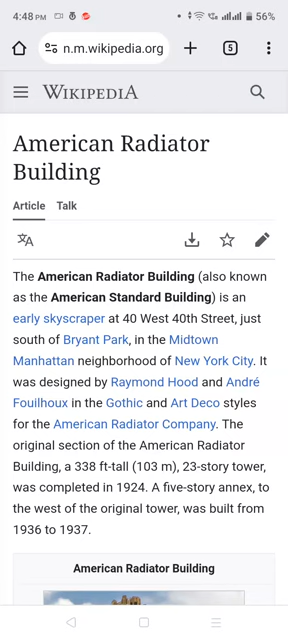 4:48 PM
56%
n.m.wikipedia.org
5
WIKIPEDIA
American Radiator
Building
Article Talk
The American Radiator Building (also known
as the American Standard Building) is an
early skyscraper at 40 West 40th Street, just
south of Bryant Park, in the Midtown
Manhattan neighborhood of New York City. It
was designed by Raymond Hood and André
Fouilhoux in the Gothic and Art Deco styles
for the American Radiator Company. The
original section of the American Radiator
Building, a 338 ft-tall (103 m), 23-story tower,
was completed in 1924. A five-story annex, to
the west of the original tower, was built from
1936 to 1937.
American Radiator Building